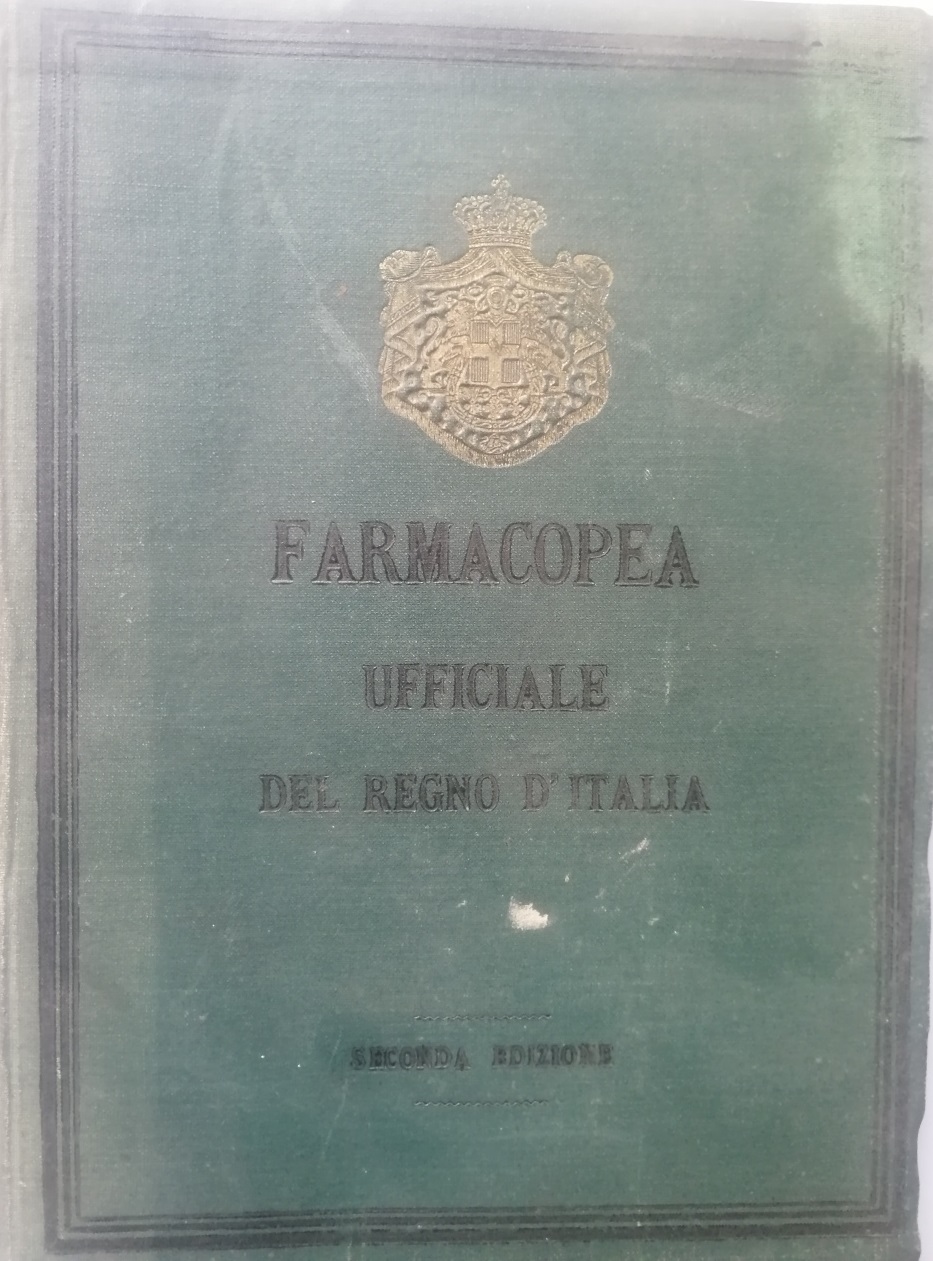 FARMACOPEA
UFFICIALE
DEL REGNO D'ITALIA
SECONDA EDIZIONE